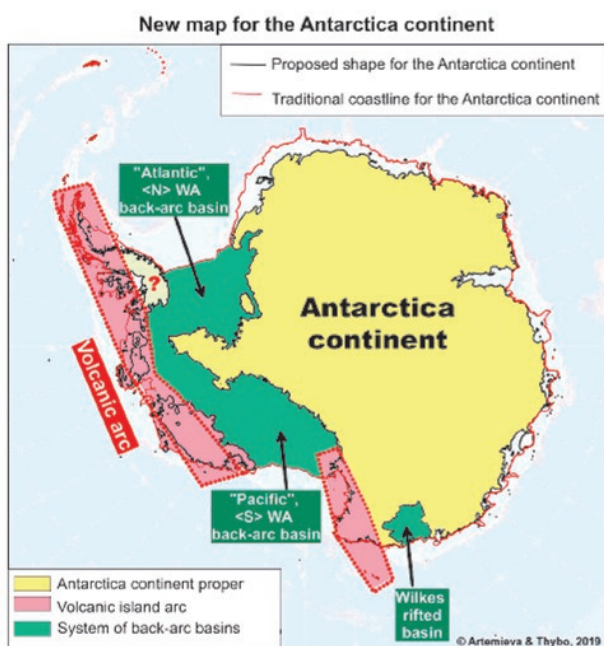 New map for the Antarctica continent
Proposed shape for the Antarctica continent
Traditional coastline for the Antarctica continent
"Atlantic",
<N> WA
back-arc basin
?
Antarctica
continent
Volcanic arc
"Pacific",
<S> WA
back-arc basin
Wilkes
rifted
basin
Antarctica continent proper
Volcanic island arc
System of back-arc basins
© Artemieva & Thybo, 2019